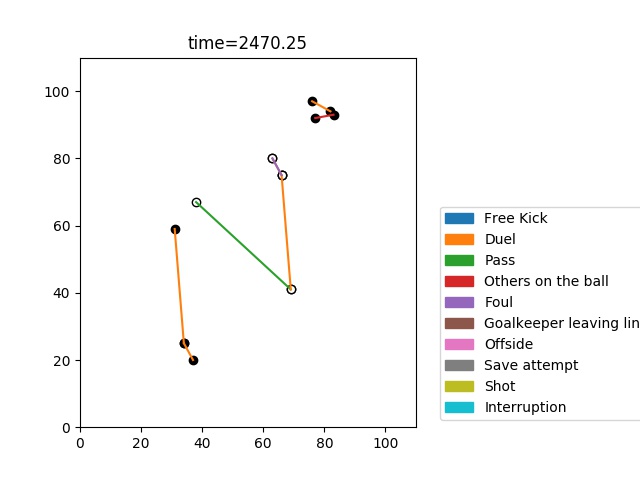 time=2470.25
100
80
60
40
20
0
0 20 40 60 80 100
Free Kick
Duel
Pass
Others on the ball
Foul
Goalkeeper leaving lin
Offside
Save attempt
Shot
Interruption